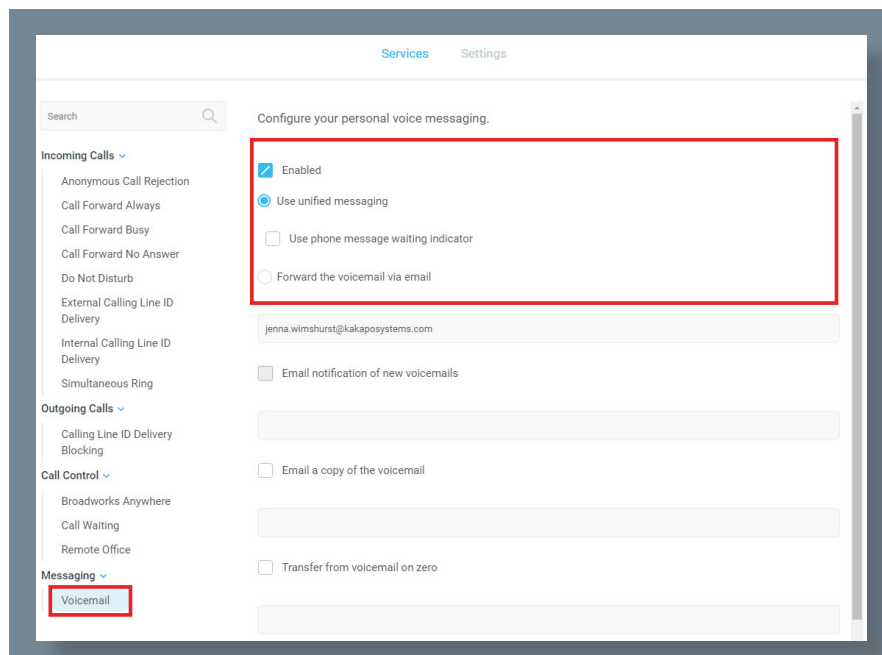 Services Settings
Search
Incoming Calls
Anonymous Call Rejection
Call Forward Always
Call Forward Busy
Call Forward No Answer
Do Not Disturb
External Calling Line ID
Delivery
Internal Calling Line ID
Delivery
Simultaneous Ring
Outgoing Calls
Calling Line ID Delivery
Blocking
Call Control
Broadworks Anywhere
Call Waiting
Remote Office
Messaging
Voicemail
Configure your personal voice messaging.
Enabled
Use unified messaging
Use phone message waiting indicator
Forward the voicemail via email
jenna.wimshurst@kakaposystems.com
Email notification of new voicemails
Email a copy of the voicemail
Transfer from voicemail on zero